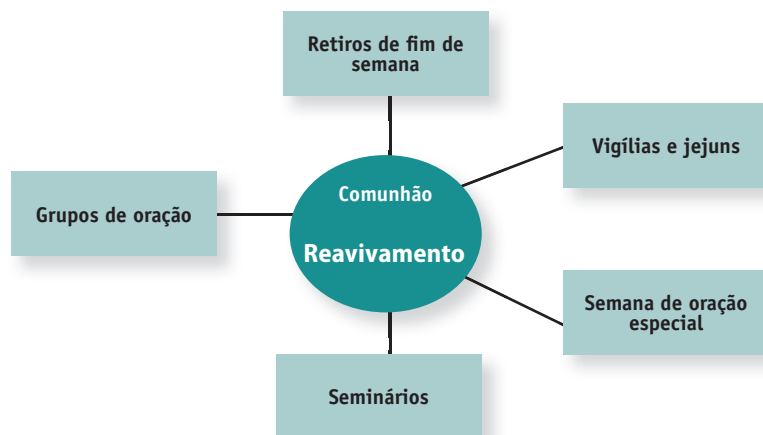 Retiros de fim de
semana
Vigílias e jejuns
Comunhão
Grupos de oração
Reavivamento
Semana de oração
especial
Seminários